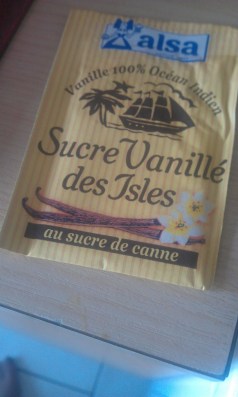 alsa
Vanille 100% Océan Indien
Sucre Vanillé
des Isles
au sucre de canne